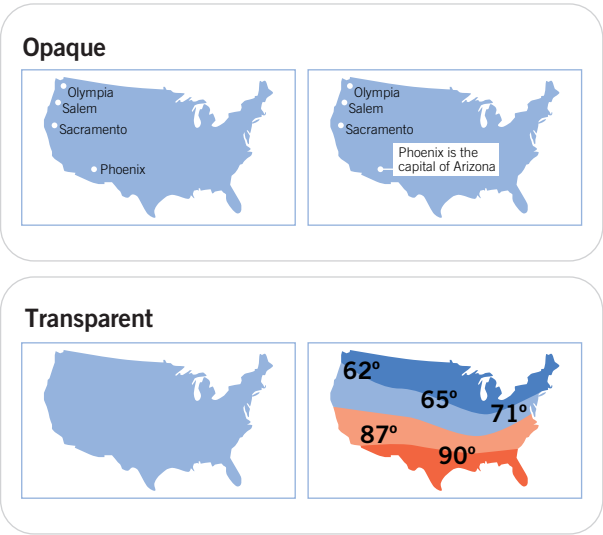 Opaque
Olympia
Salem
Sacramento
Phoenix
Olympia
Salem
Sacramento
Phoenix is the
capital of Arizona
Transparent
62º
65º
71º
87º
90º